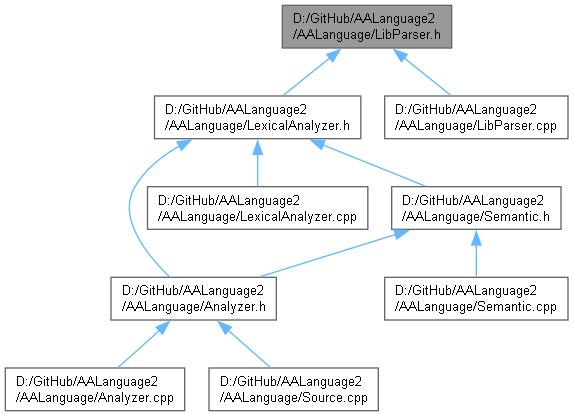 D:/GitHub/AALanguage2
/AALanguage/LibParser.h
D:/GitHub/AALanguage2
/AALanguage/LexicalAnalyzer.h
D:/GitHub/AALanguage2
/AALanguage/LibParser.cpp
D:/GitHub/AALanguage2
/AALanguage/LexicalAnalyzer.cpp
D:/GitHub/AALanguage2
/AALanguage/Semantic.h
D:/GitHub/AALanguage2
/AALanguage/Analyzer.h
D:/GitHub/AALanguage2
/AALanguage/Semantic.cpp
D:/GitHub/AALanguage2
/AALanguage/Analyzer.cpp
D:/GitHub/AALanguage2
/AALanguage/Source.cpp